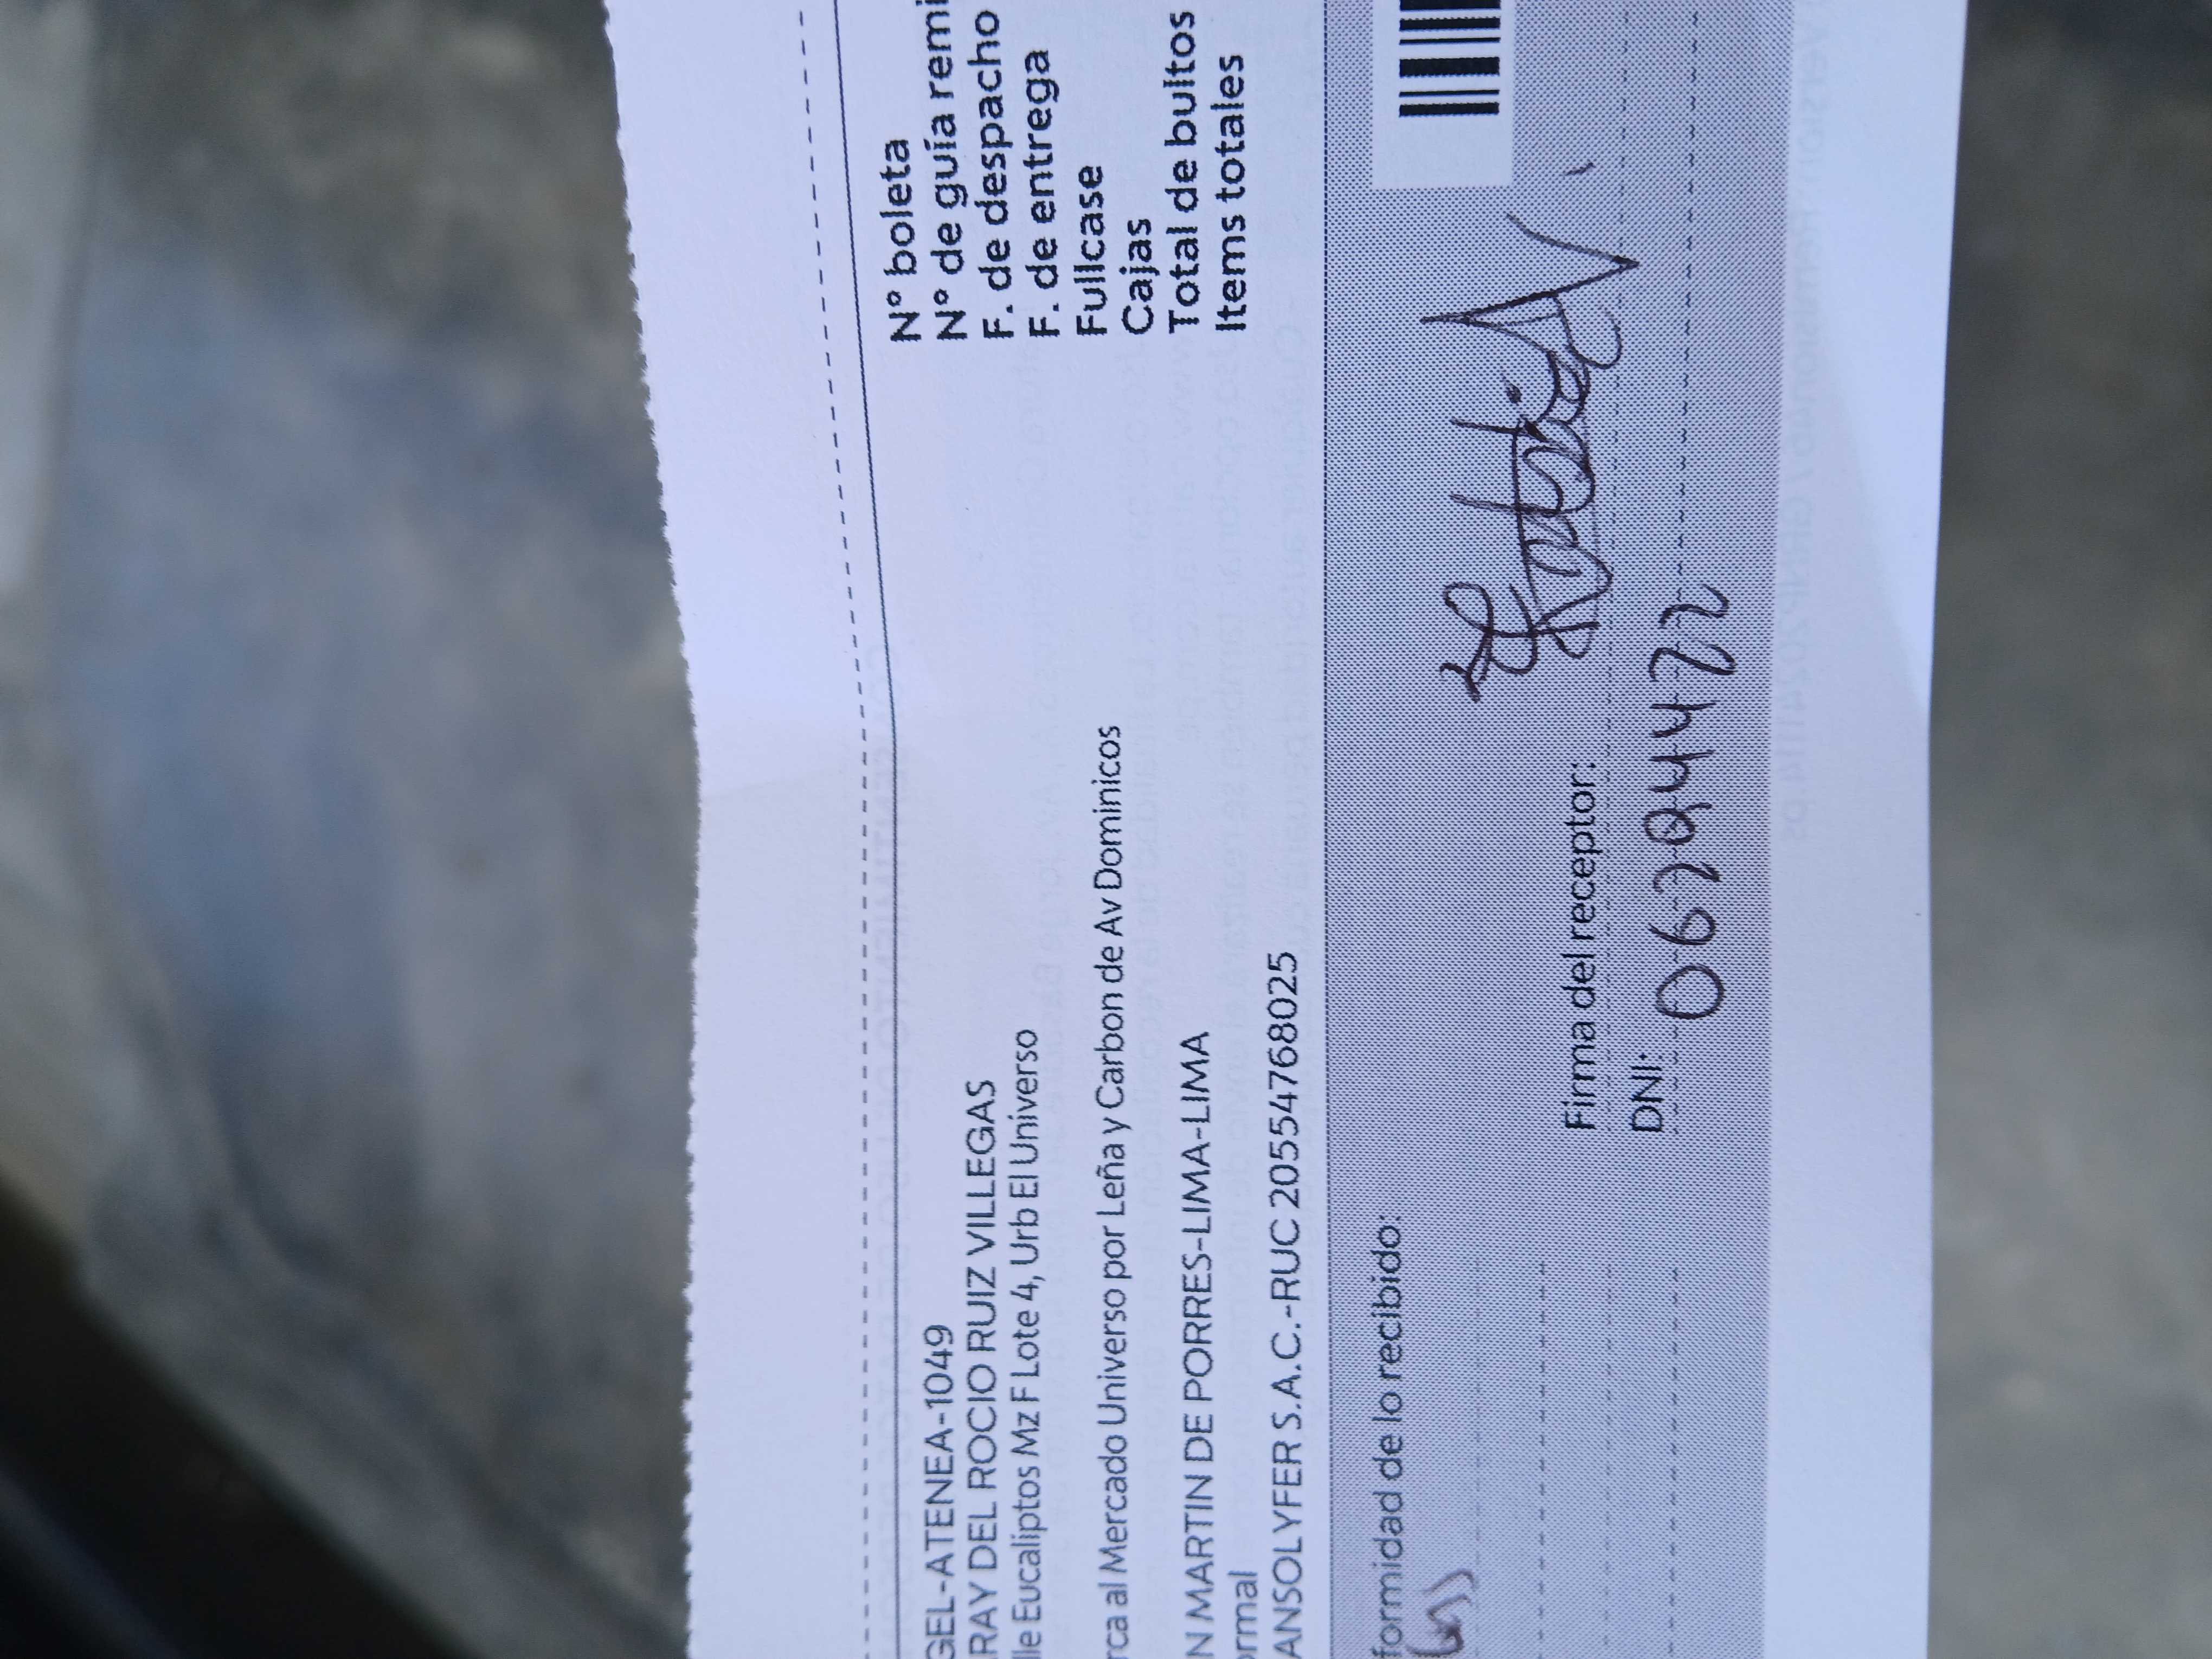 GEL-ATENEA-1049
RAY DEL ROCIO RUIZ VILLEGAS
lle Eucaliptos Mz F Lote 4, Urb El Universo
rca al Mercado Universo por Leña y Carbon de Av Dominicos
N MARTIN DE PORRES-LIMA-LIMA
ormal
ANSOLYFER S.A.C.-RUC 20554768025
N° boleta
N° de guía remi
F. de despacho
F. de entrega
Fullcase
Cajas
Total de bultos
Items totales
formidad de lo recibido:
Firma del receptor:
DNI: 06294472